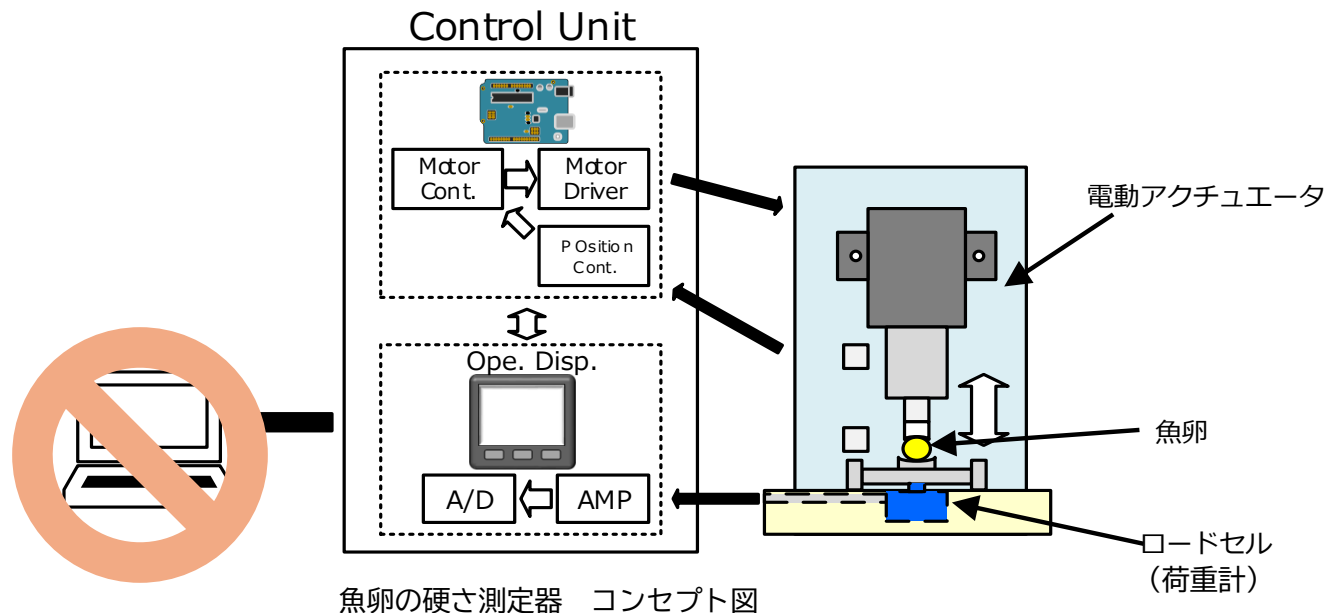 Control Unit
Motor
Cont.
Motor
Driver
POsition
Cont.
Ope. Disp.
A/D
AMP
電動アクチュエータ
魚卵
ロードセル
（荷重計）
魚卵の硬さ測定器　コンセプト図